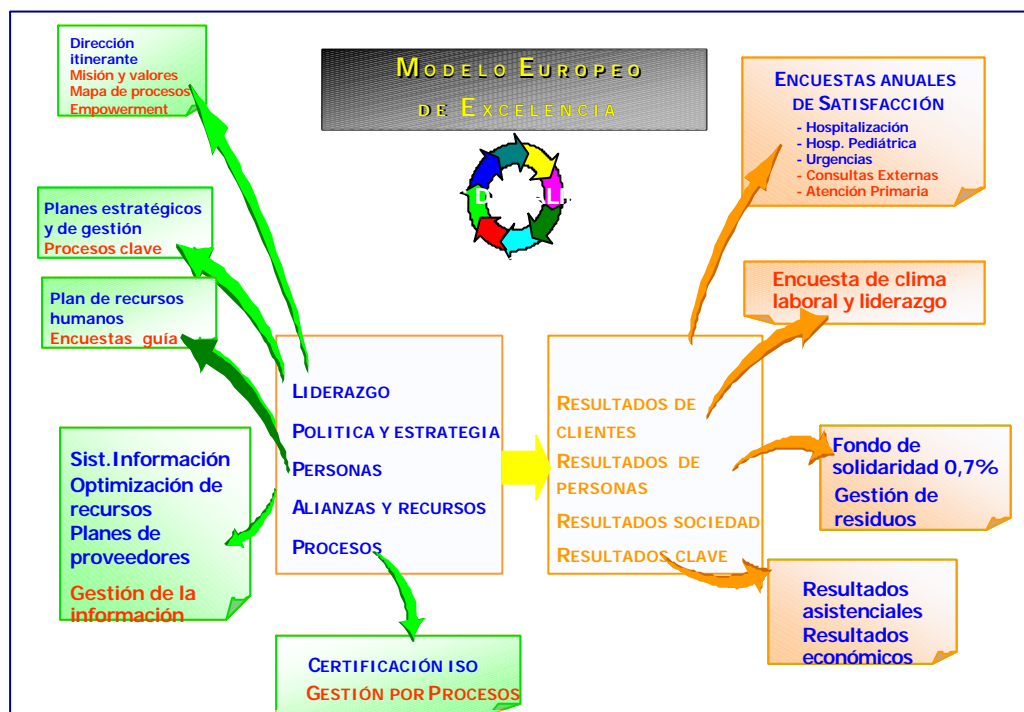 MODELO EUROPEO
DE EXCELENCIA
Dirección
itinerante
Misión y valores
Mapa de procesos
Empowerment
Planes estratégicos
y de gestión
Procesos clave
Plan de recursos
humanos
Encuestas guía
Sist.Información
Optimización de
recursos
Planes de
proveedores
Gestión de la
información
LIDERAZGO
POLITICA Y ESTRATEGIA
PERSONAS
ALIANZAS Y RECURSOS
PROCESOS
CERTIFICACIÓN ISO
GESTIÓN POR PROCESOS
RESULTADOS DE
CLIENTES
RESULTADOS DE
PERSONAS
RESULTADOS SOCIEDAD
RESULTADOS CLAVE
ENCUESTAS ANUALES
DE SATISFACCIÓN
- Hospitalización
- Hosp. Pediátrica
- Urgencias
- Consultas Externas
- Atención Primaria
Encuesta de clima
laboral y liderazgo
Fondo de
solidaridad 0,7%
Gestión de
residuos
Resultados
asistenciales
Resultados
económicos